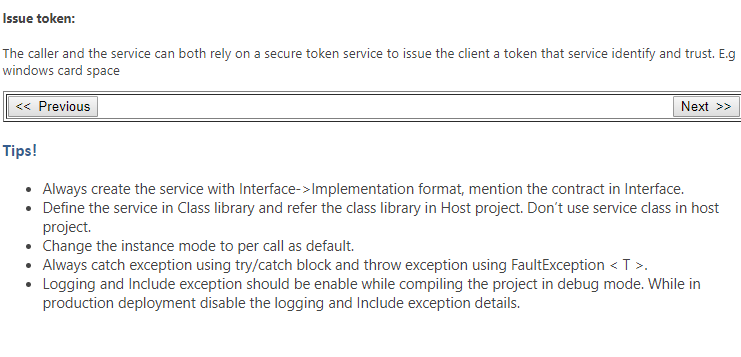 Issue token:
The caller and the service can both rely on a secure token service to issue the client a token that service identify and trust. E.g
windows card space
<< Previous
Next >>
Tips!
• Always create the service with Interface->Implementation format, mention the contract in Interface.
• Define the service in Class library and refer the class library in Host project. Don’t use service class in host
project.
• Change the instance mode to per call as default.
• Always catch exception using try/catch block and throw exception using FaultException < T >.
• Logging and Include exception should be enable while compiling the project in debug mode. While in
production deployment disable the logging and Include exception details.